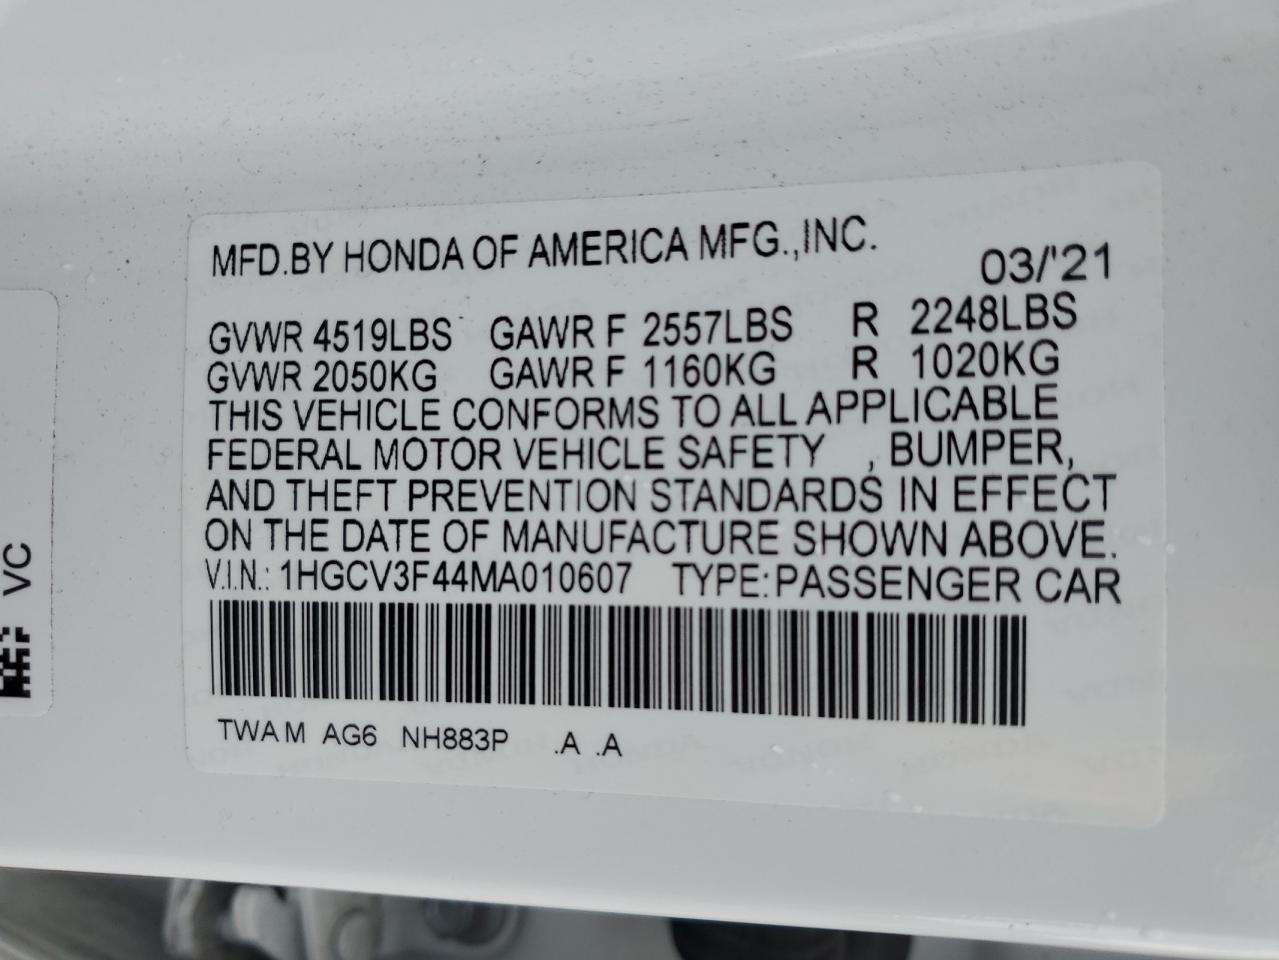 MFD.BY HONDA OF AMERICA MFG.,INC. 03/'21
GVWR 4519LBS GAWR F 2557LBS R 2248LBS
GVWR 2050KG GAWR F 1160KG R 1020KG
THIS VEHICLE CONFORMS TO ALL APPLICABLE
FEDERAL MOTOR VEHICLE SAFETY , BUMPER,
AND THEFT PREVENTION STANDARDS IN EFFECT
ON THE DATE OF MANUFACTURE SHOWN ABOVE.
V.I.N.: 1HGCV3F44MA010607 TYPE:PASSENGER CAR
TWAM AG6 NH883P .A .A
VC